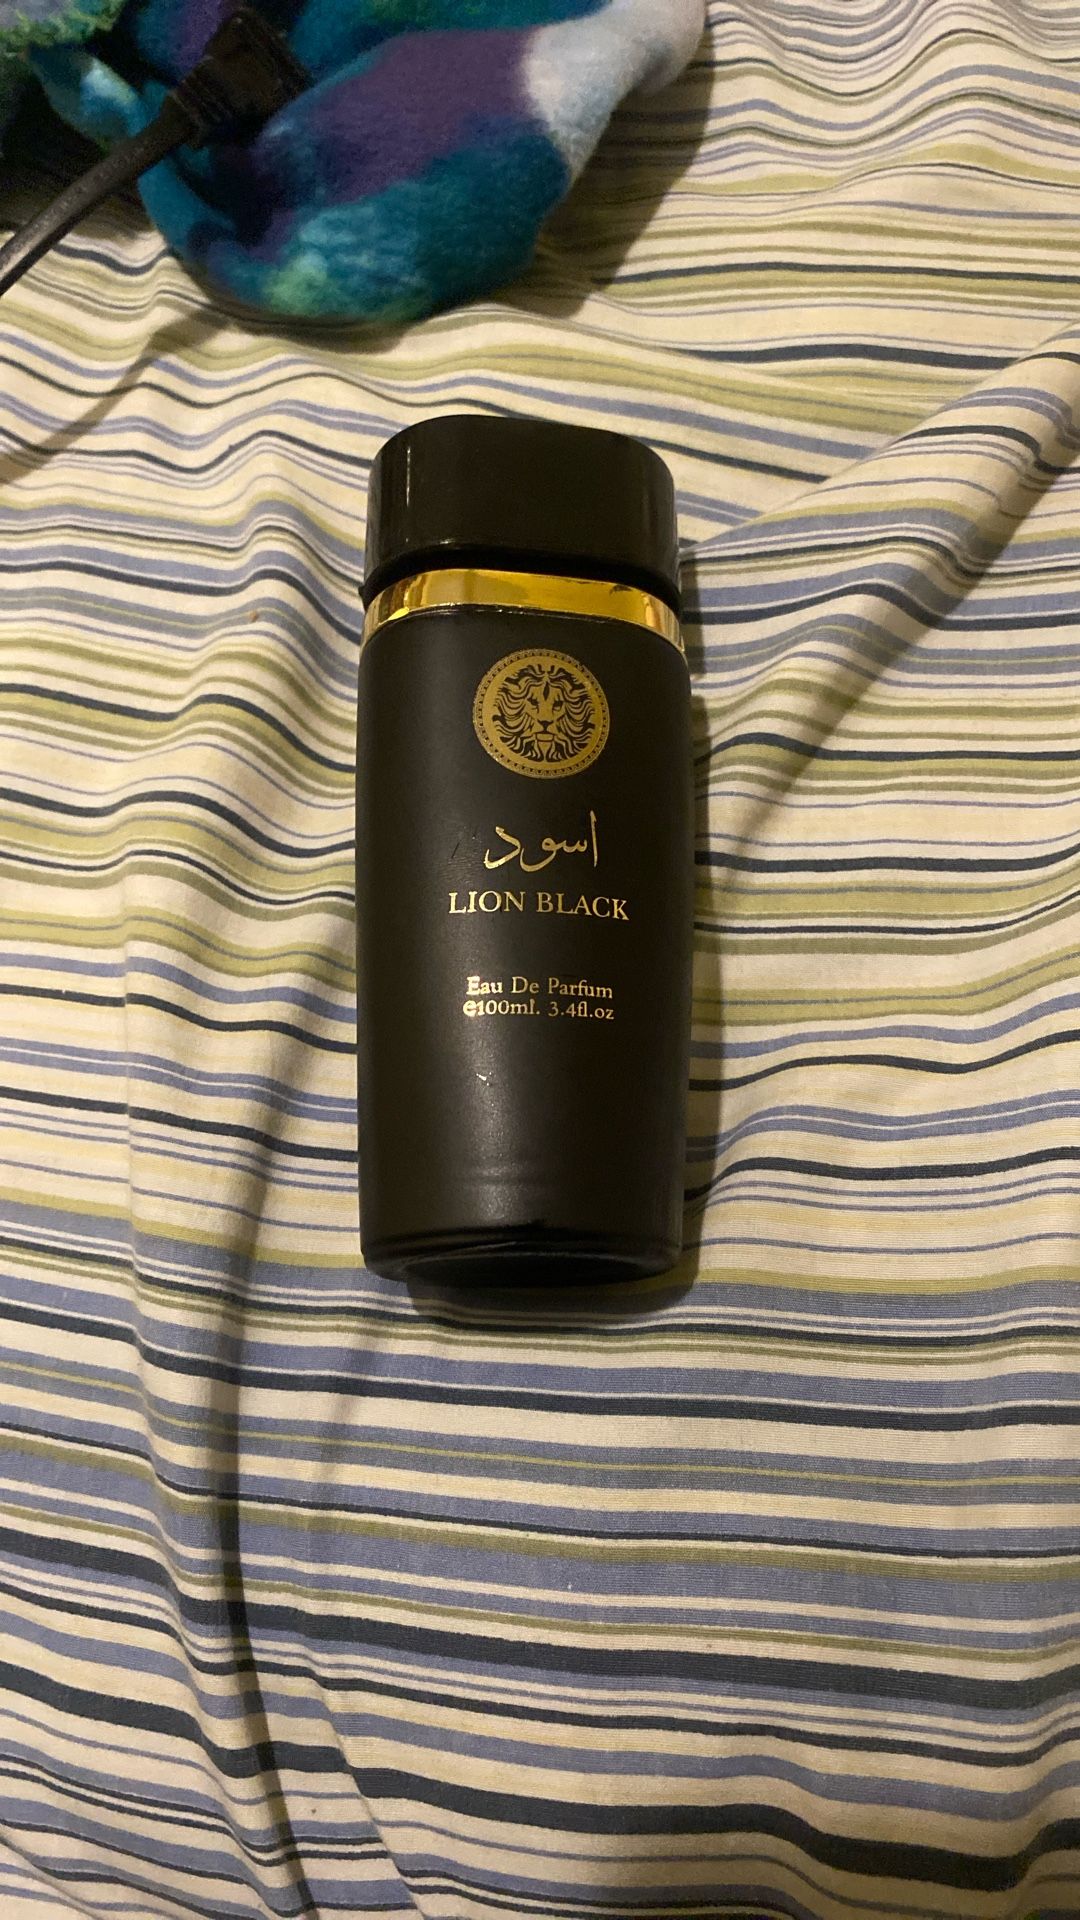 اسود
LION BLACK
Eau De Parfum
℮100ml. 3.4fl.oz